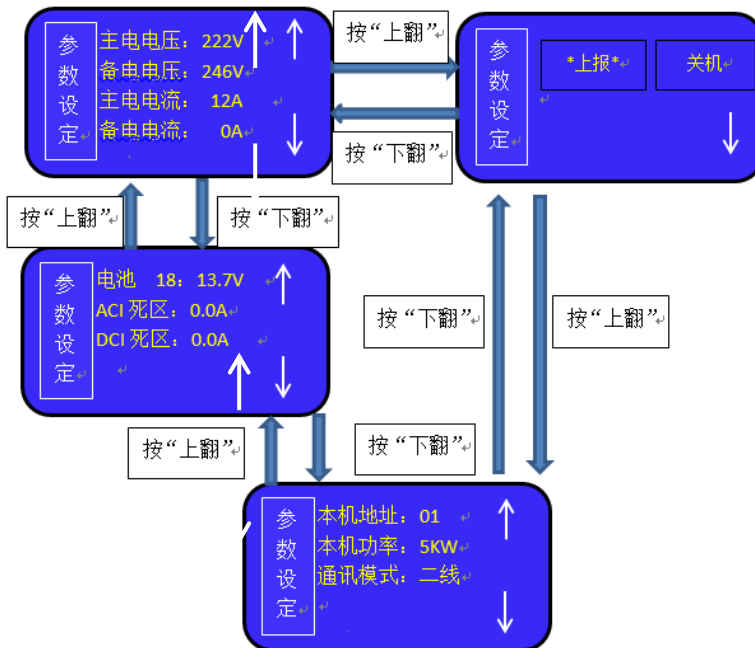 参数设定
主电电压：222V
备电电压：246V
主电电流：12A
备电电流：0A
按“上翻”
按“下翻”
参数设定
*上报*
关机
按“上翻”
按“下翻”
参数设定
电池 18：13.7V
ACI 死区：0.0A
DCI 死区：0.0A
按“下翻”
按“上翻”
按“上翻”
按“下翻”
参数设定
本机地址：01
本机功率：5KW
通讯模式：二线